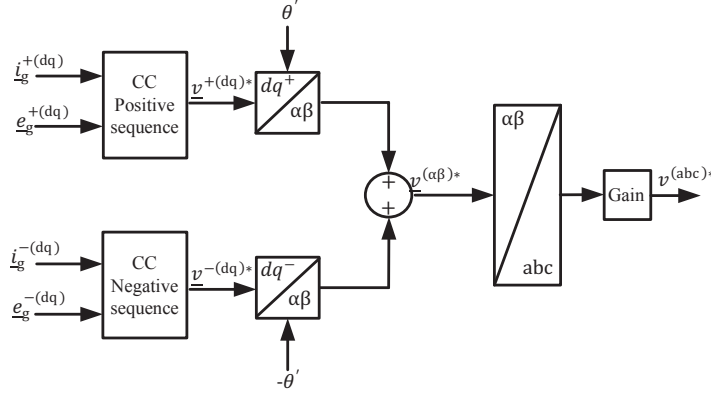 θ′
i_g^+(dq)
e_g^+(dq)
CC
Positive
sequence
v^+(dq)*
dq^+
αβ
i_g^-(dq)
e_g^-(dq)
CC
Negative
sequence
v^-(dq)*
dq^-
αβ
-θ′
+
+
v^(αβ)*
αβ
abc
Gain
v^(abc)*